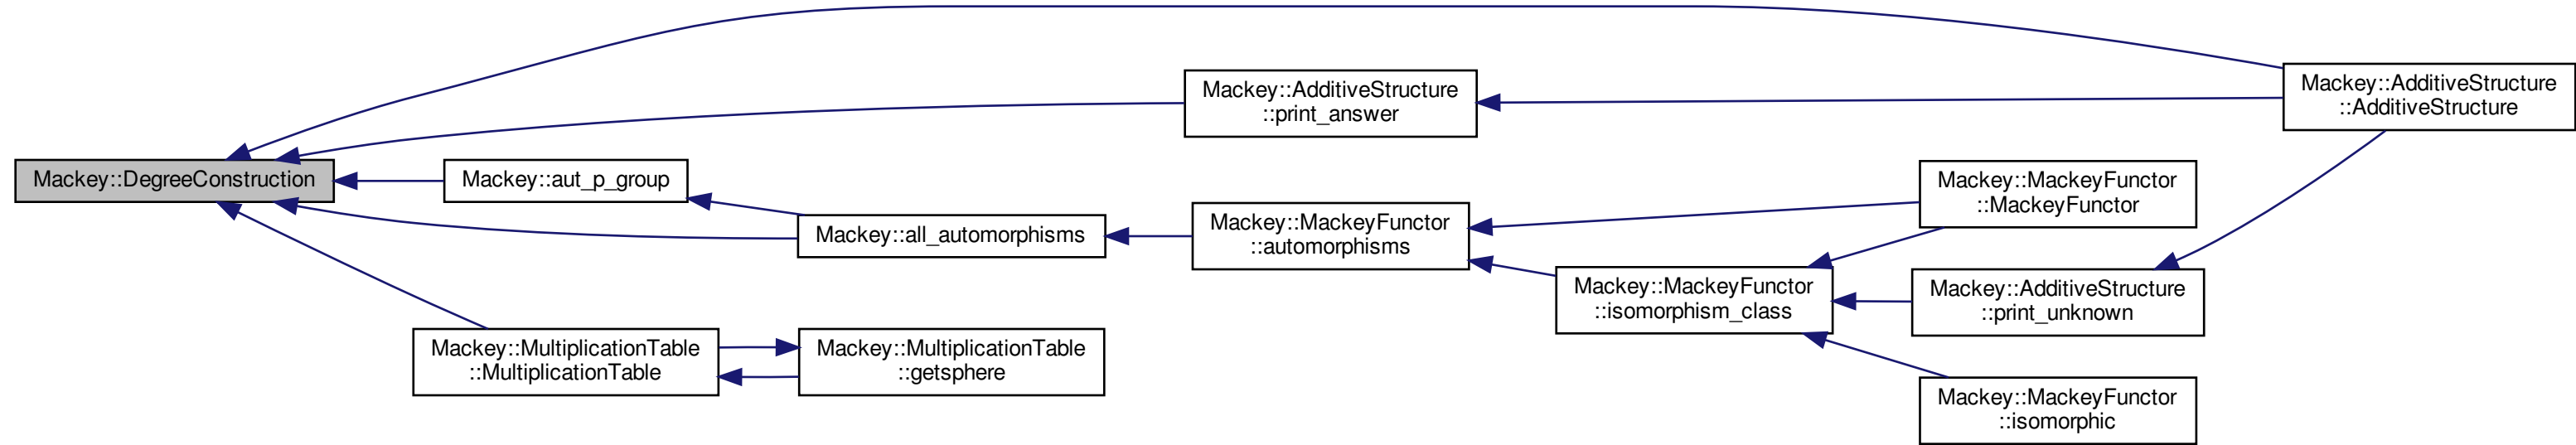 Mackey::DegreeConstruction
Mackey::aut_p_group
Mackey::all_automorphisms
Mackey::MultiplicationTable
::MultiplicationTable
Mackey::MultiplicationTable
::getsphere
Mackey::AdditiveStructure
::print_answer
Mackey::MackeyFunctor
::automorphisms
Mackey::MackeyFunctor
::isomorphism_class
Mackey::MackeyFunctor
::MackeyFunctor
Mackey::AdditiveStructure
::print_unknown
Mackey::MackeyFunctor
::isomorphic
Mackey::AdditiveStructure
::AdditiveStructure